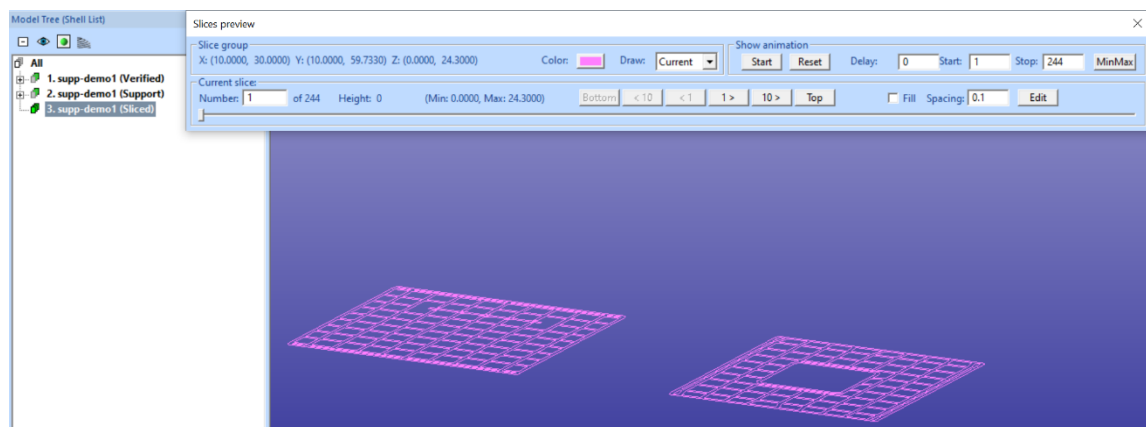 Model Tree (Shell List)
All
1. supp-demo1 (Verified)
2. supp-demo1 (Support)
3. supp-demo1 (Sliced)
Slices preview
Slice group
X: (10.0000, 30.0000) Y: (10.0000, 59.7330) Z: (0.0000, 24.3000) Color: Draw: Current
Show animation
Start Reset Delay: 0 Start: 1 Stop: 244 MinMax
Current slice:
Number: 1 of 244 Height: 0 (Min: 0.0000, Max: 24.3000) Bottom < 10 < 1 1 > 10 > Top Fill Spacing: 0.1 Edit